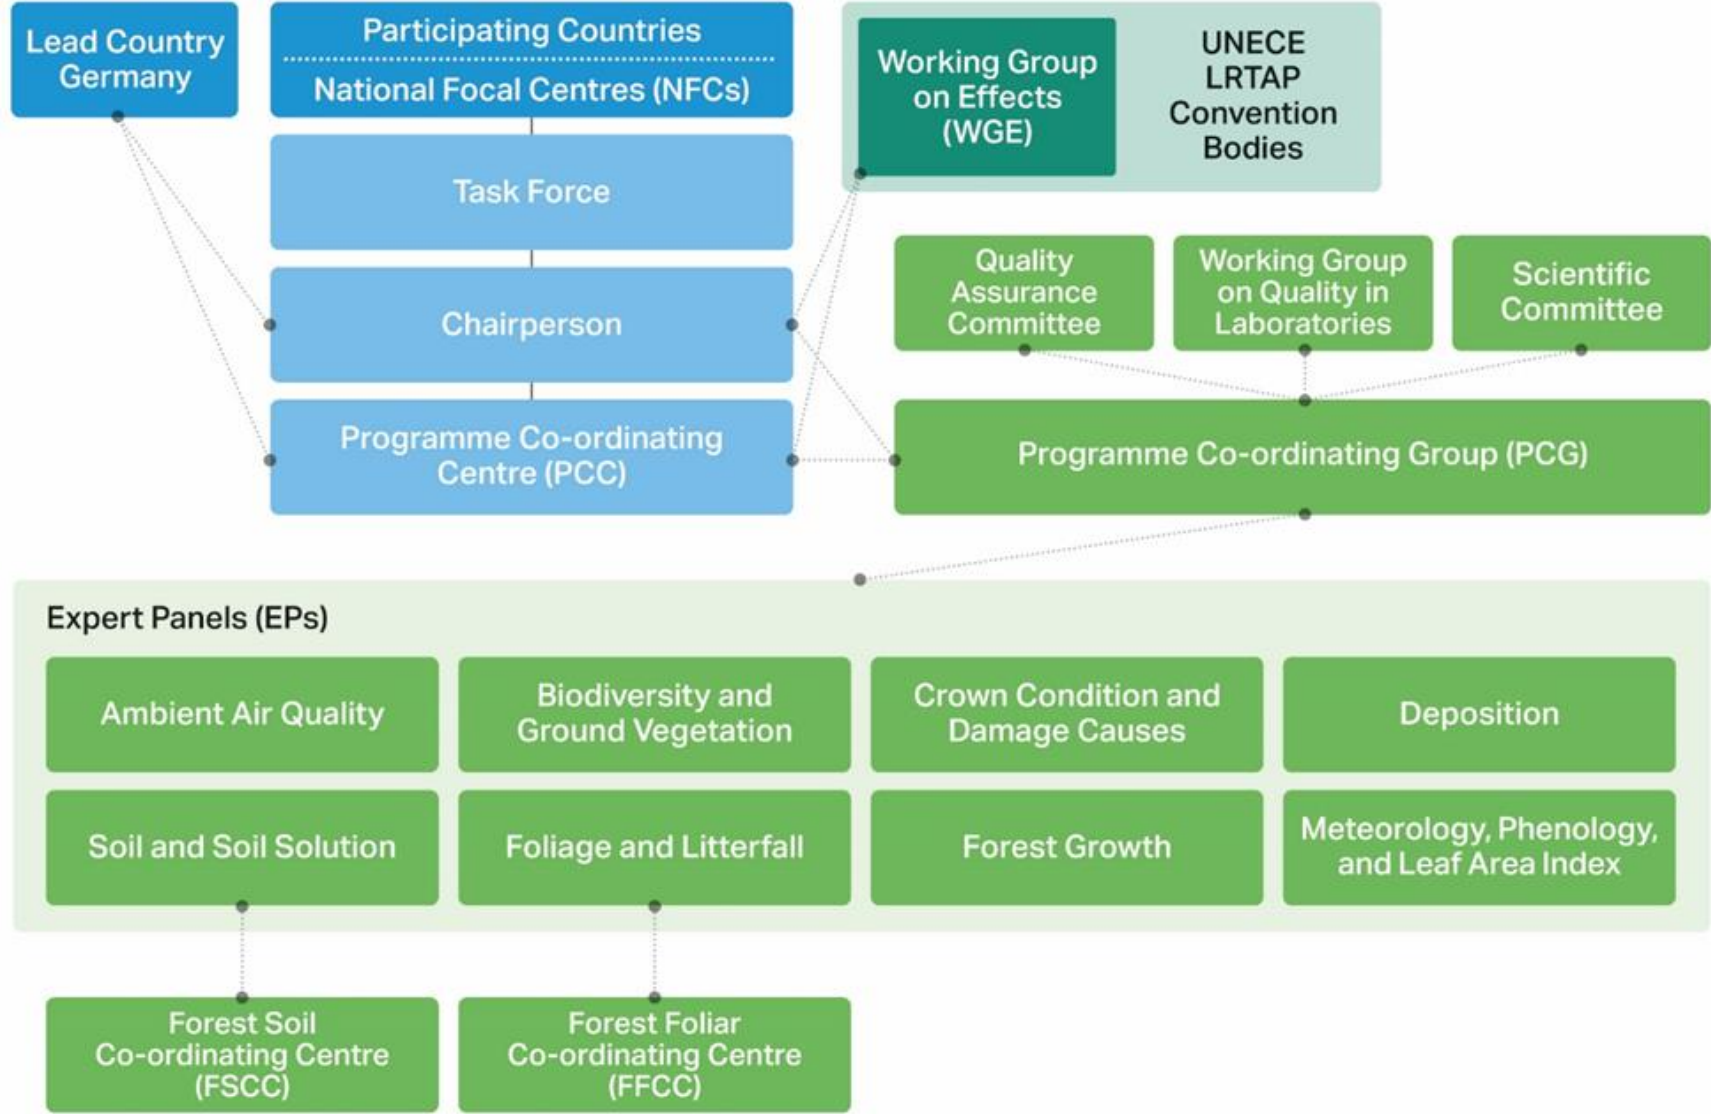 Lead Country
Germany
Participating Countries
National Focal Centres (NFCs)
Task Force
Chairperson
Programme Co-ordinating
Centre (PCC)
Working Group
on Effects
(WGE)
UNECE
LRTAP
Convention
Bodies
Quality
Assurance
Committee
Working Group
on Quality in
Laboratories
Scientific
Committee
Programme Co-ordinating Group (PCG)
Expert Panels (EPs)
Ambient Air Quality
Biodiversity and
Ground Vegetation
Crown Condition and
Damage Causes
Deposition
Soil and Soil Solution
Foliage and Litterfall
Forest Growth
Meteorology, Phenology,
and Leaf Area Index
Forest Soil
Co-ordinating Centre
(FSCC)
Forest Foliar
Co-ordinating Centre
(FFCC)